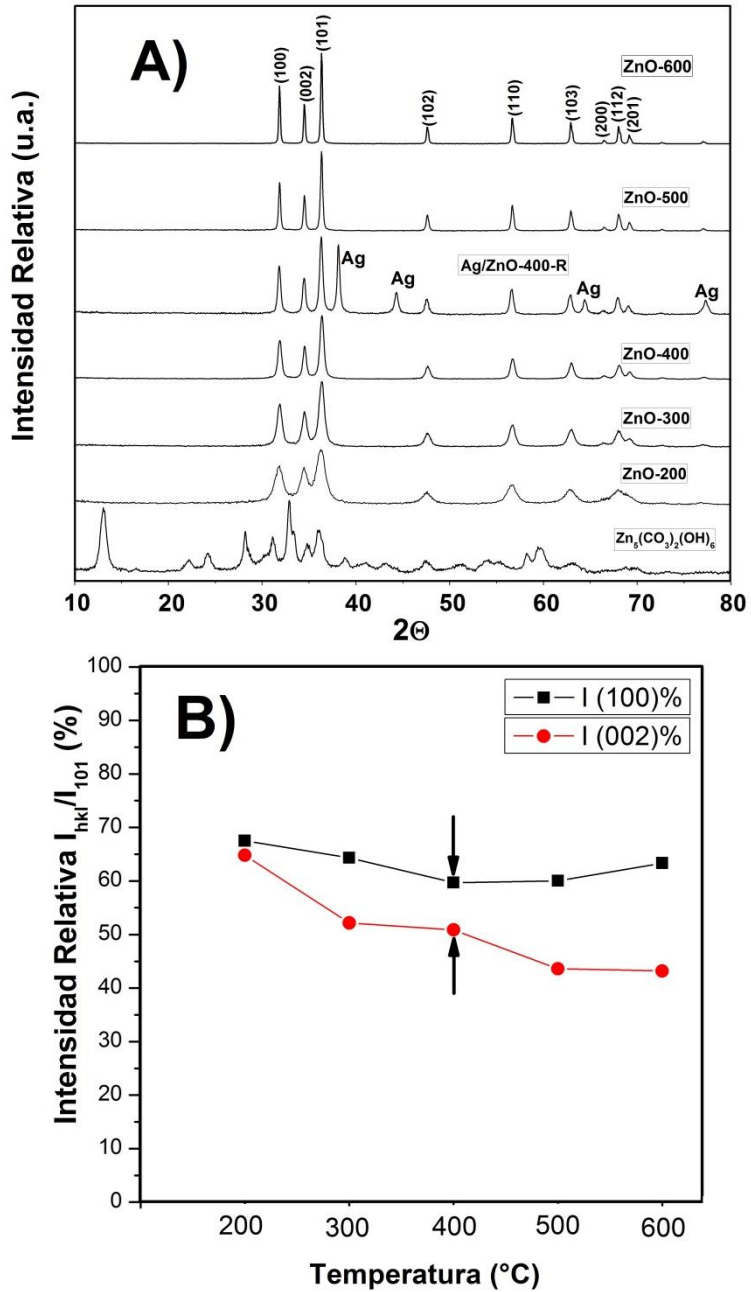 A)
Intensidad Relativa (u.a.)
(100)
(002)
(101)
(102)
(110)
(103)
(200)
(112)
(201)
ZnO-600
ZnO-500
Ag
Ag
Ag/ZnO-400-R
Ag
Ag
ZnO-400
ZnO-300
ZnO-200
Zn5(CO3)2(OH)6
10 20 30 40 50 60 70 80
2Θ
B)
I (100)%
I (002)%
Intensidad Relativa Ihkl/I101 (%)
100
90
80
70
60
50
40
30
20
10
0
200 300 400 500 600
Temperatura (°C)